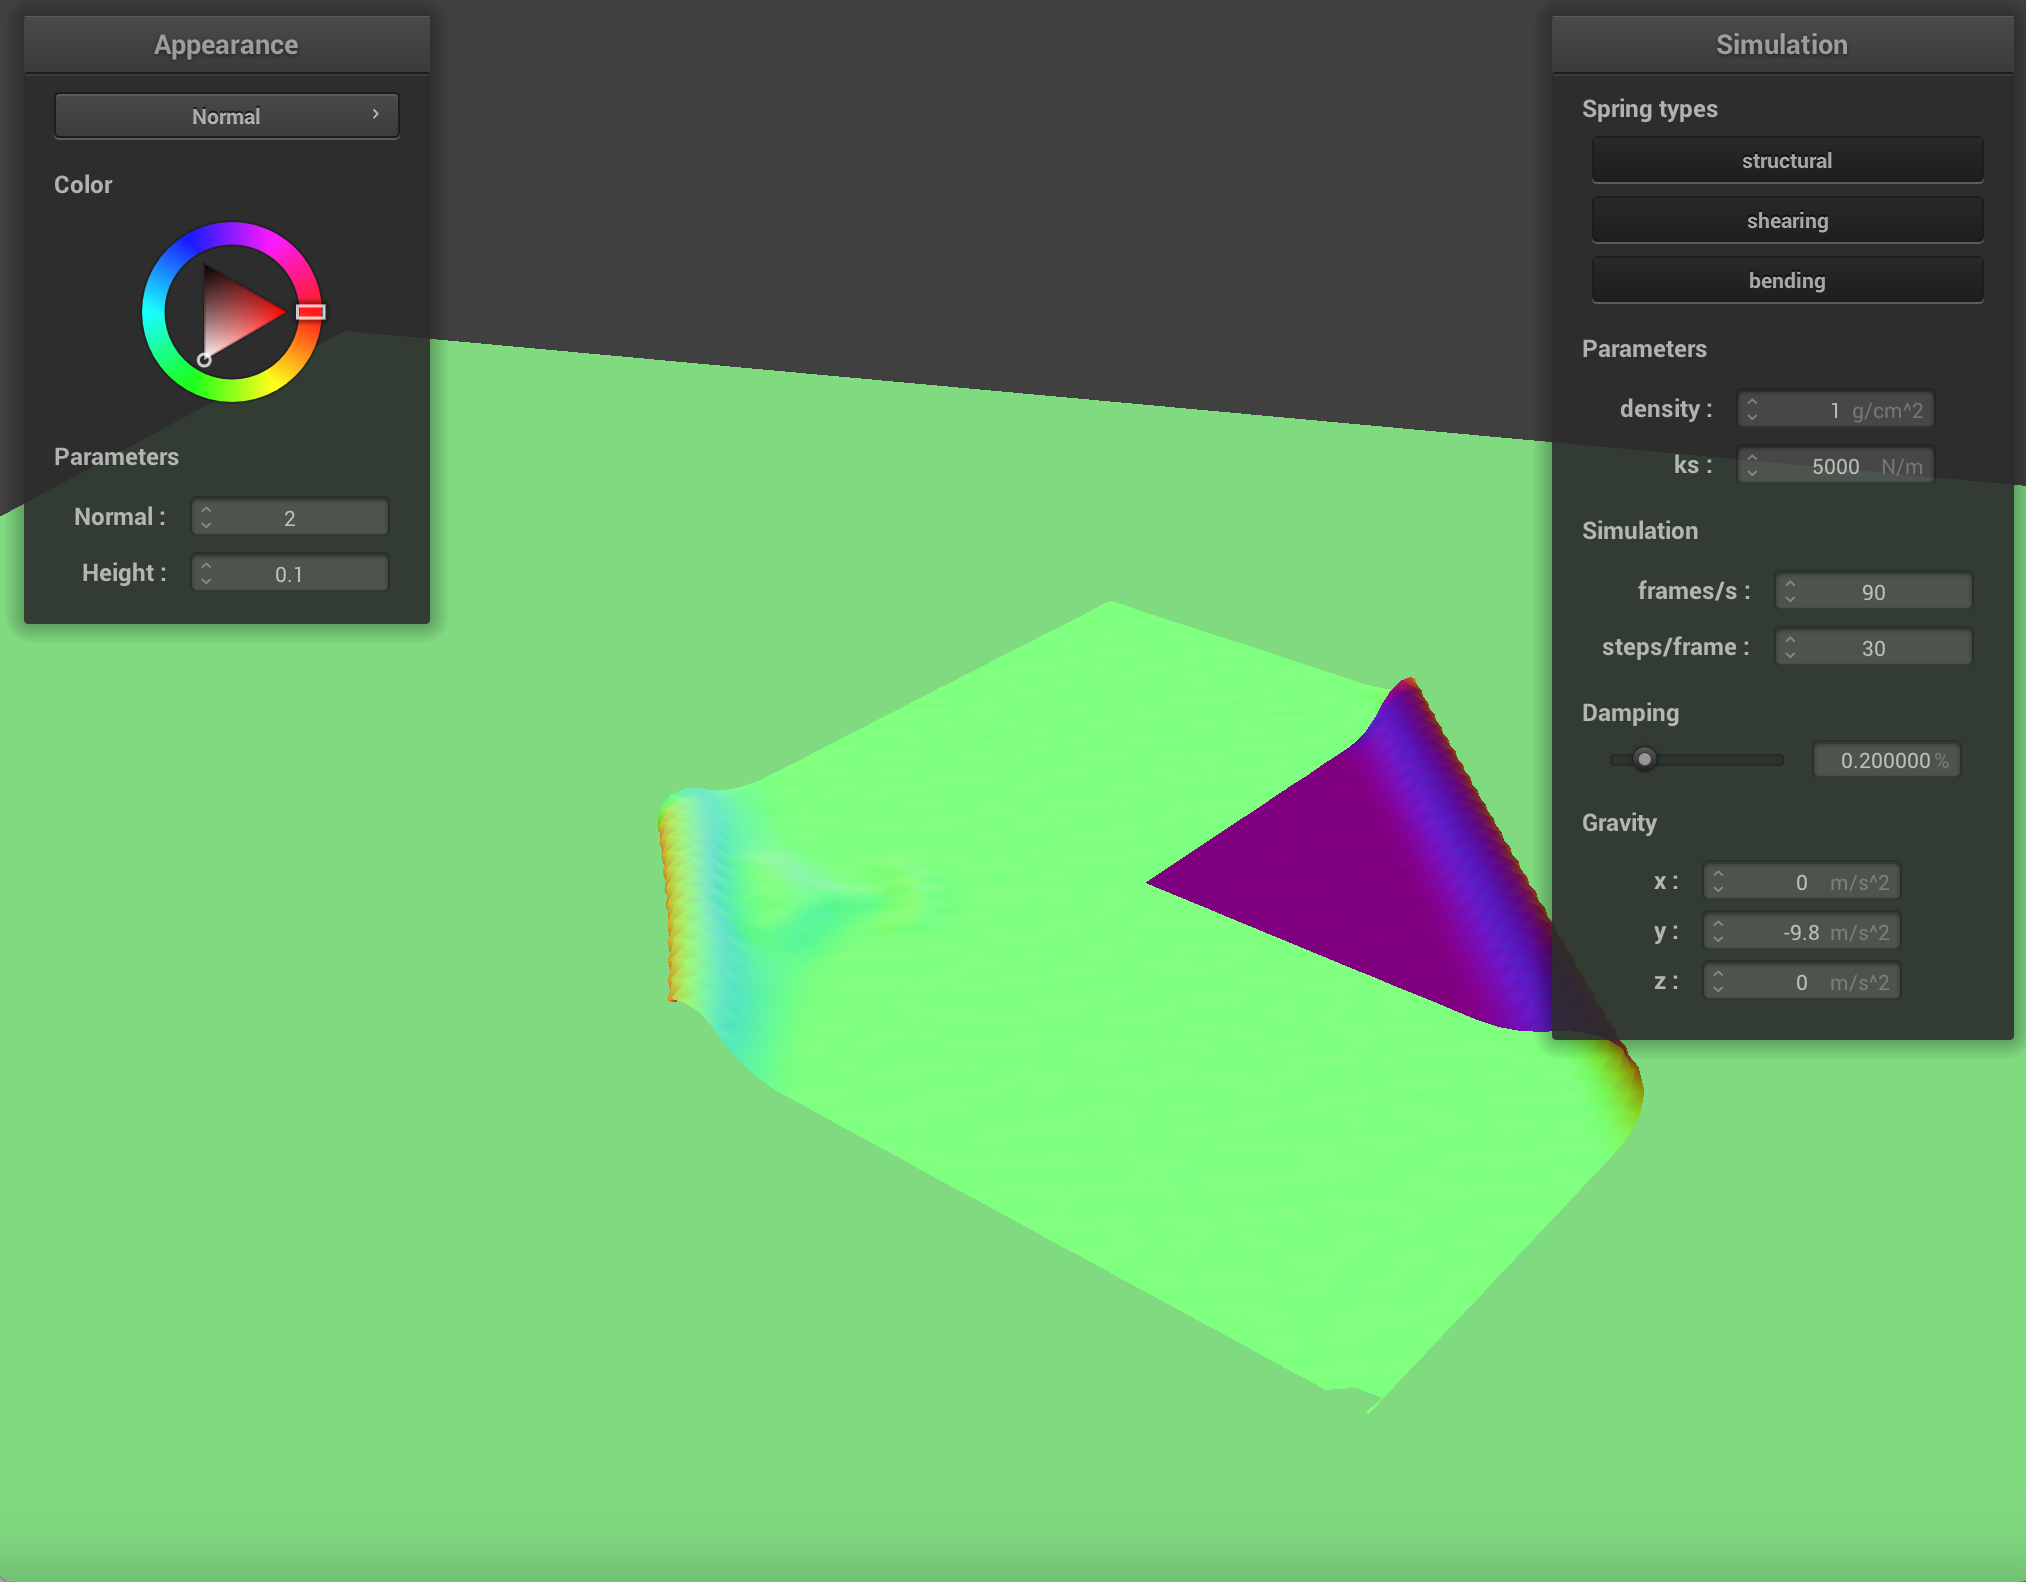 Appearance
Normal
Color
Parameters
Normal : 2
Height : 0.1
Simulation
Spring types
structural
shearing
bending
Parameters
density : 1 g/cm^2
ks : 5000 N/m
Simulation
frames/s : 90
steps/frame : 30
Damping
0.200000 %
Gravity
x : 0 m/s^2
y : -9.8 m/s^2
z : 0 m/s^2